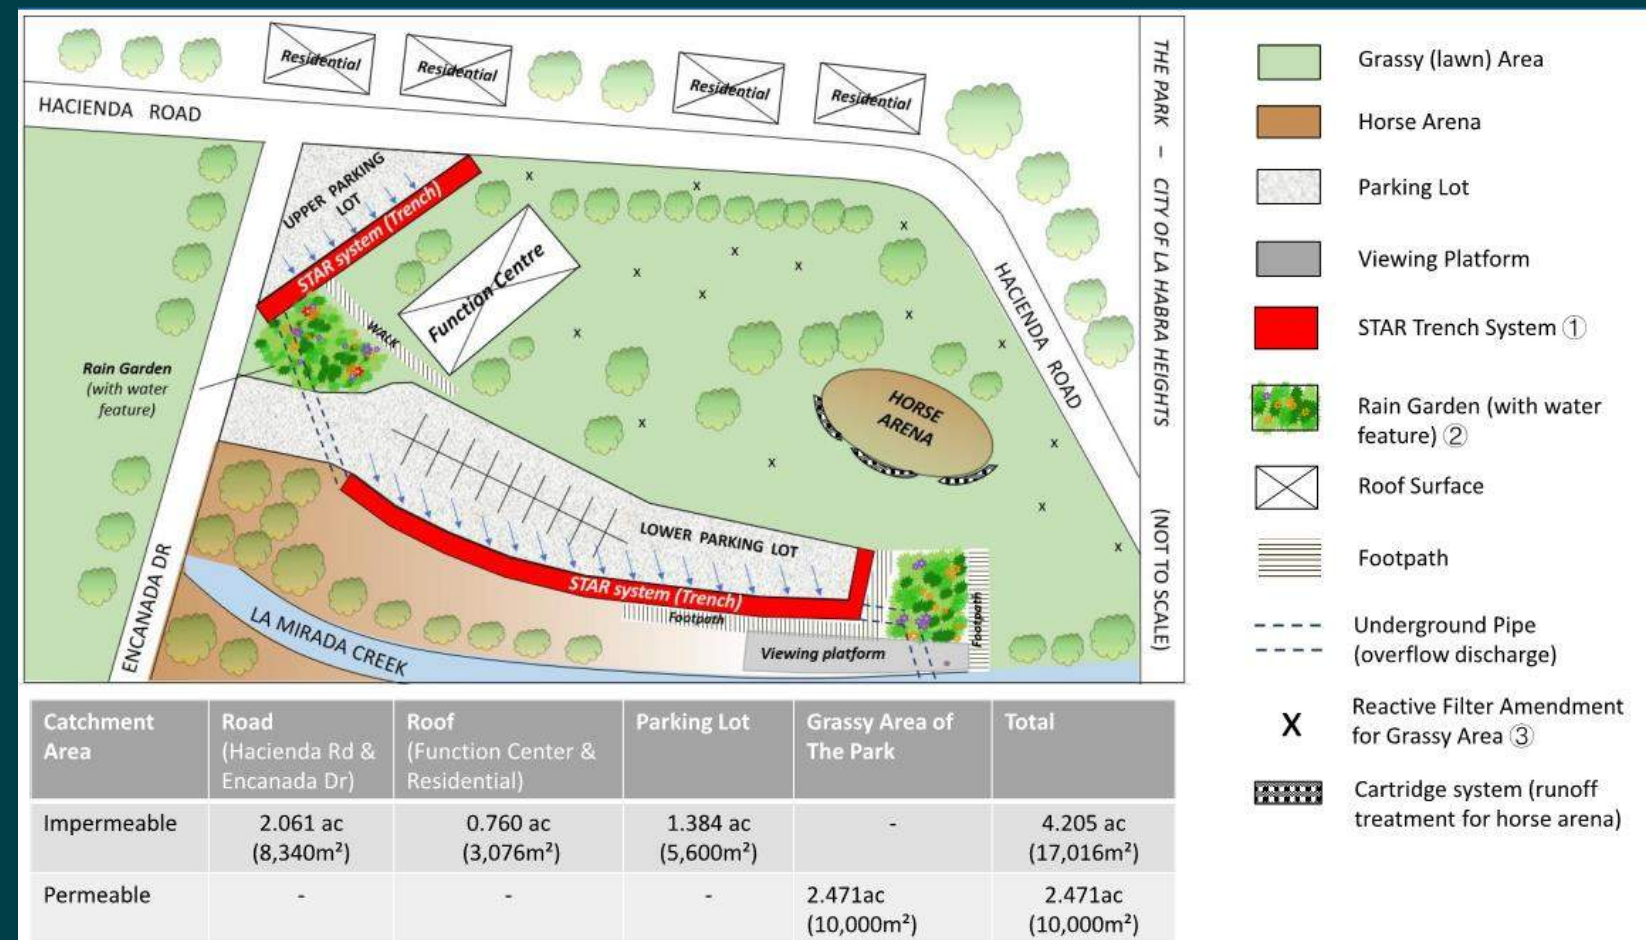 Residential
Residential
Residential
Residential
HACIENDA ROAD
UPPER PARKING
LOT
STAR system (Trench)
Function Centre
WALK
Rain Garden
(with water
feature)
HORSE
ARENA
HACIENDA ROAD
LOWER PARKING LOT
STAR system (Trench)
Footpath
Footpath
Viewing platform
ENCANADA DR
LA MIRADA CREEK
THE PARK – CITY OF LA HABRA HEIGHTS
(NOT TO SCALE)
x x x x x x x x x x x x x x x x x
Grassy (lawn) Area
Horse Arena
Parking Lot
Viewing Platform
STAR Trench System ①
Rain Garden (with water
feature) ②
Roof Surface
Footpath
Underground Pipe
(overflow discharge)
X
Reactive Filter Amendment
for Grassy Area ③
Cartridge system (runoff
treatment for horse arena)
Catchment
Area
Road
(Hacienda Rd &
Encanada Dr)
Roof
(Function Center &
Residential)
Parking Lot
Grassy Area of
The Park
Total
Impermeable
2.061 ac
(8,340m²)
0.760 ac
(3,076m²)
1.384 ac
(5,600m²)
-
4.205 ac
(17,016m²)
Permeable
-
-
-
2.471ac
(10,000m²)
2.471ac
(10,000m²)